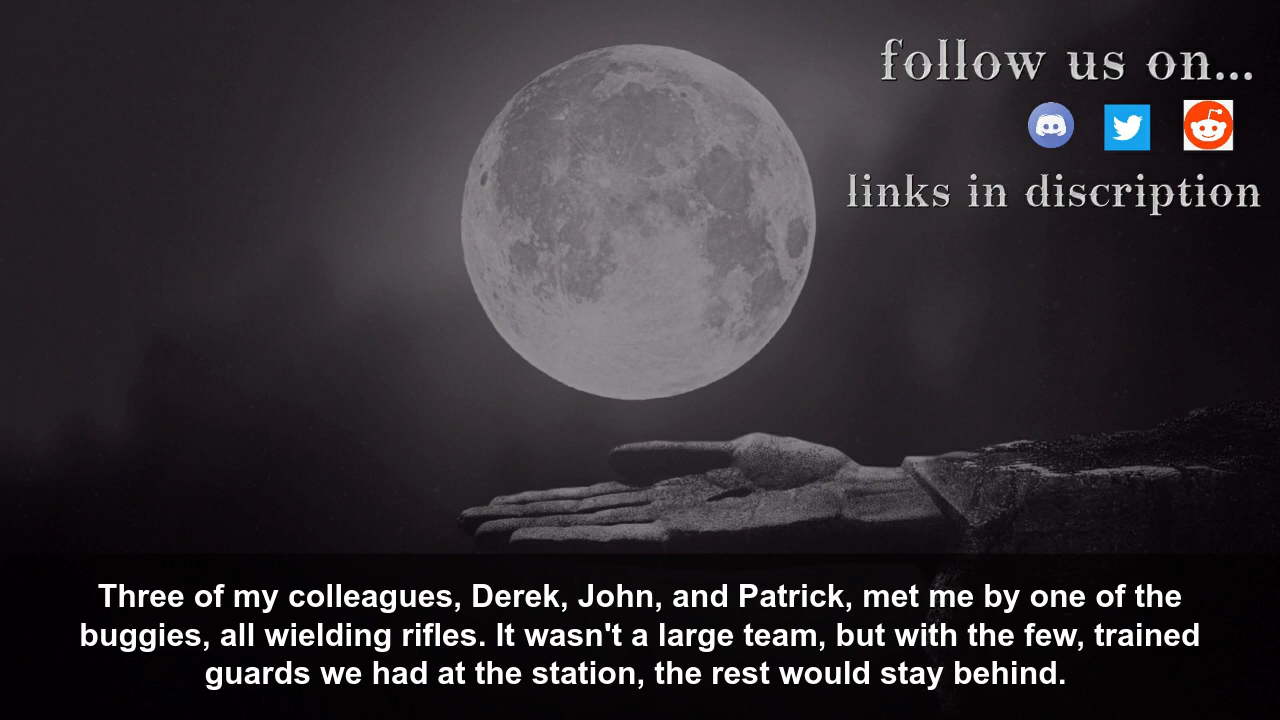 follow us on...
links in discription
Three of my colleagues, Derek, John, and Patrick, met me by one of the
buggies, all wielding rifles. It wasn't a large team, but with the few, trained
guards we had at the station, the rest would stay behind.